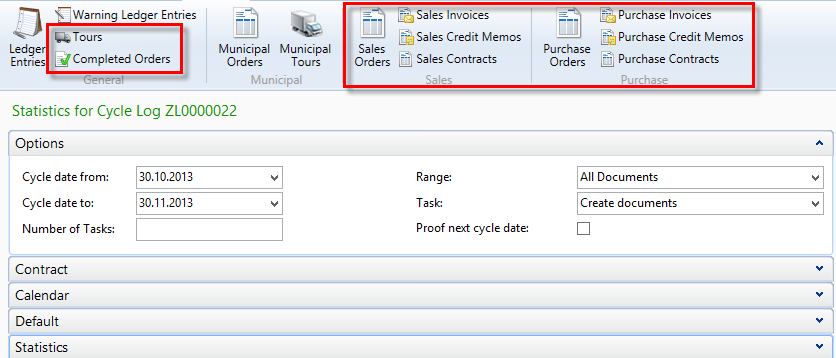 Ledger Entries
Warning Ledger Entries
Tours
Completed Orders
General
Municipal Orders
Municipal Tours
Municipal
Sales Orders
Sales Invoices
Sales Credit Memos
Sales Contracts
Sales
Purchase Orders
Purchase Invoices
Purchase Credit Memos
Purchase Contracts
Purchase
Statistics for Cycle Log ZL0000022
Options
Cycle date from: 30.10.2013 Range: All Documents
Cycle date to: 30.11.2013 Task: Create documents
Number of Tasks: Proof next cycle date:
Contract
Calendar
Default
Statistics